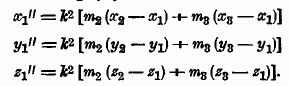 x₁′′ = k² [m₂ (x₂ − x₁) + m₃ (x₃ − x₁)]
y₁′′ = k² [m₂ (y₂ − y₁) + m₃ (y₃ − y₁)]
z₁′′ = k² [m₂ (z₂ − z₁) + m₃ (z₃ − z₁)].